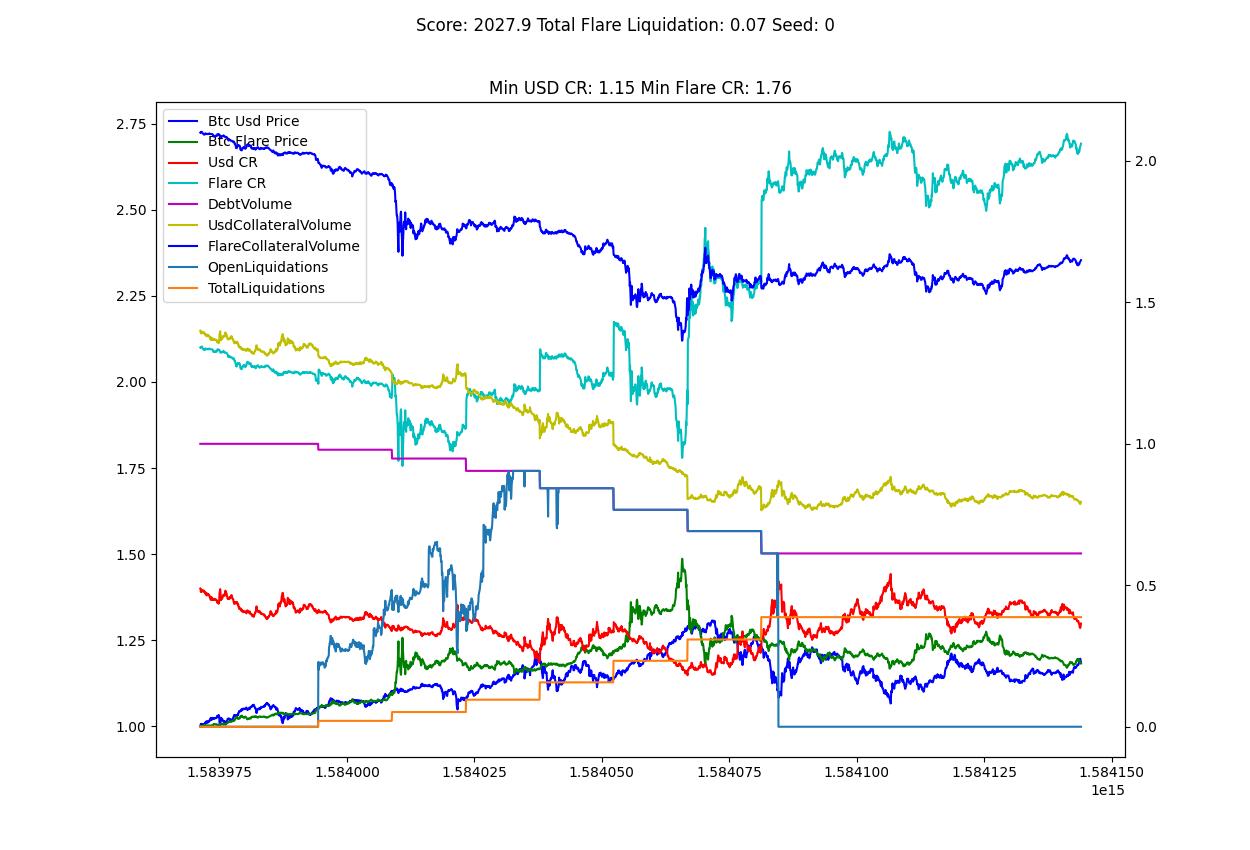 Score: 2027.9 Total Flare Liquidation: 0.07 Seed: 0
Min USD CR: 1.15 Min Flare CR: 1.76
Btc Usd Price
Btc Flare Price
Usd CR
Flare CR
DebtVolume
UsdCollateralVolume
FlareCollateralVolume
OpenLiquidations
TotalLiquidations
2.75
2.50
2.25
2.00
1.75
1.50
1.25
1.00
2.0
1.5
1.0
0.5
0.0
1.583975 1.584000 1.584025 1.584050 1.584075 1.584100 1.584125 1.584150
1e15